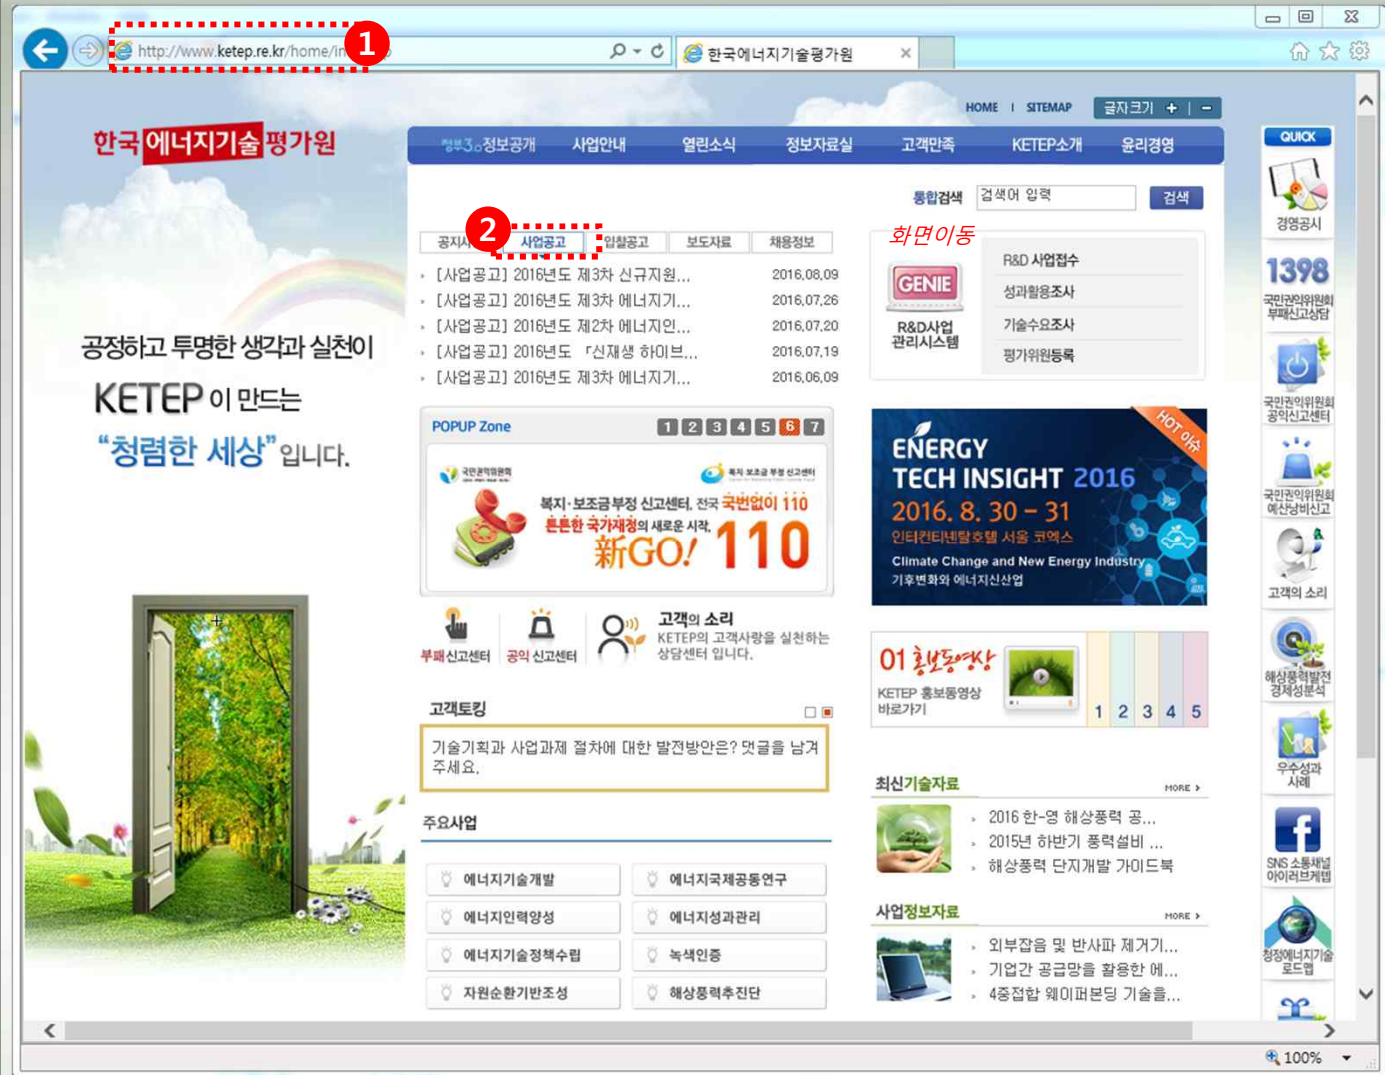 http://www.ketep.re.kr/home/in
1
한국에너지기술평가원
HOME | SITEMAP 글자크기 + | -
한국에너지기술평가원
정부3.0정보공개 사업안내 열린소식 정보자료실 고객만족 KETEP소개 윤리경영
통합검색 검색어 입력 검색
2
공지사 사업공고 입찰공고 보도자료 채용정보
[사업공고] 2016년도 제3차 신규지원... 2016.08.09
[사업공고] 2016년도 제3차 에너지기... 2016.07.26
[사업공고] 2016년도 제2차 에너지인... 2016.07.20
[사업공고] 2016년도 「신재생 하이브... 2016.07.19
[사업공고] 2016년도 제3차 에너지기... 2016.06.09
화면이동
GENIE
R&D사업
관리시스템
R&D 사업접수
성과활용조사
기술수요조사
평가위원등록
공정하고 투명한 생각과 실천이
KETEP이 만드는
“청렴한 세상”입니다.
POPUP Zone 1 2 3 4 5 6 7
국민권익위원회
복지·보조금 부정 신고센터
복지·보조금부정 신고센터, 전국 국번없이 110
튼튼한 국가재정의 새로운 시작,
新GO! 110
HOT 이슈
ENERGY
TECH INSIGHT 2016
2016. 8. 30 - 31
인터컨티넨탈호텔 서울 코엑스
Climate Change and New Energy Industry
기후변화와 에너지신산업
부패신고센터
공익신고센터
고객의 소리
KETEP의 고객사랑을 실천하는
상담센터 입니다.
01 홍보동영상
KETEP 홍보동영상
바로가기
1 2 3 4 5
고객토킹
기술기획과 사업과제 절차에 대한 발전방안은? 댓글을 남겨
주세요.
주요사업
에너지기술개발 에너지국제공동연구
에너지인력양성 에너지성과관리
에너지기술정책수립 녹색인증
자원순환기반조성 해상풍력추진단
최신기술자료 MORE >
2016 한-영 해상풍력 공...
2015년 하반기 풍력설비 ...
해상풍력 단지개발 가이드북
사업정보자료 MORE >
외부잡음 및 반사파 제거기...
기업간 공급망을 활용한 에...
4중접합 웨이퍼본딩 기술을...
QUICK
경영공시
1398
국민권익위원회
부패신고상담
국민권익위원회
공익신고센터
국민권익위원회
예산낭비신고
고객의 소리
해상풍력발전
경제성분석
우수성과
사례
SNS 소통채널
아이러브케텝
청정에너지기술
로드맵
100%